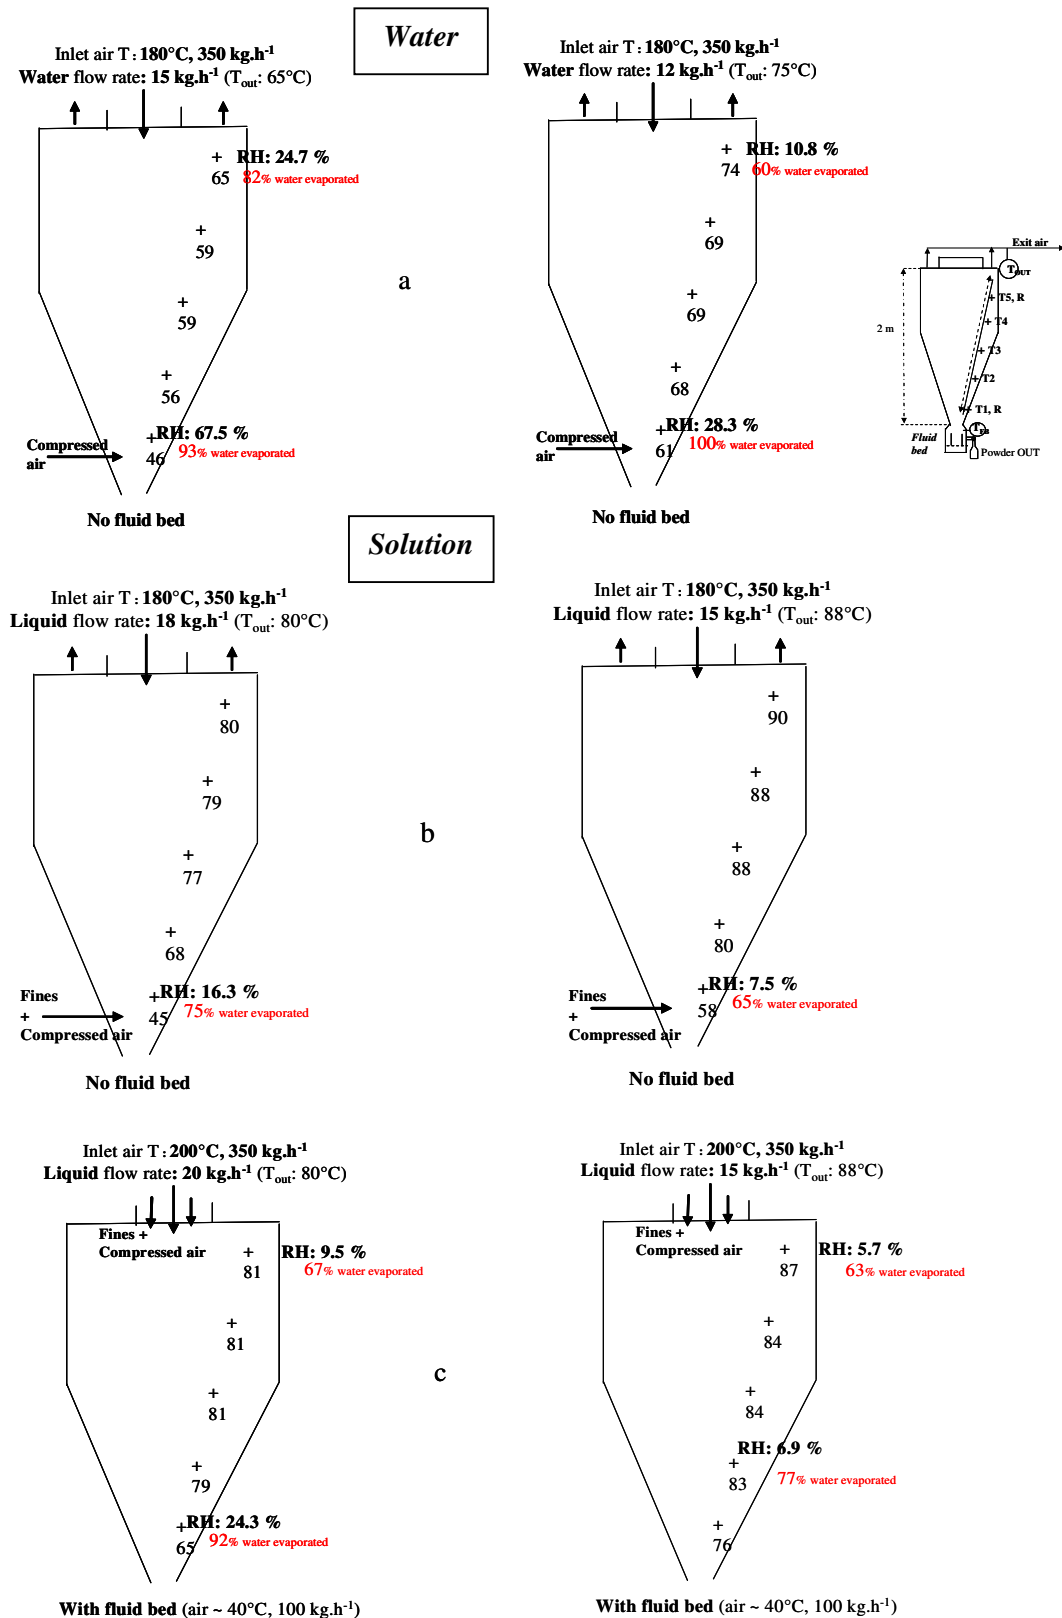 Water
Inlet air T : 180°C, 350 kg.h-1
Water flow rate: 15 kg.h-1 (Tout: 65°C)
RH: 24.7 %
65
82% water evaporated
59
59
56
RH: 67.5 %
46
93% water evaporated
Compressed
air
No fluid bed
Inlet air T : 180°C, 350 kg.h-1
Water flow rate: 12 kg.h-1 (Tout: 75°C)
RH: 10.8 %
74
60% water evaporated
69
69
68
RH: 28.3 %
61
100% water evaporated
Compressed
air
No fluid bed
a
Exit air
TOUT
T5, R
T4
2 m
T3
T2
T1, R
Fluid
bed
Powder OUT
Solution
Inlet air T : 180°C, 350 kg.h-1
Liquid flow rate: 18 kg.h-1 (Tout: 80°C)
80
79
77
68
RH: 16.3 %
45
75% water evaporated
Fines
+
Compressed air
No fluid bed
b
Inlet air T : 180°C, 350 kg.h-1
Liquid flow rate: 15 kg.h-1 (Tout: 88°C)
90
88
88
80
RH: 7.5 %
58
65% water evaporated
Fines
+
Compressed air
No fluid bed
Inlet air T : 200°C, 350 kg.h-1
Liquid flow rate: 20 kg.h-1 (Tout: 80°C)
Fines +
Compressed air
RH: 9.5 %
81
67% water evaporated
81
81
79
RH: 24.3 %
65
92% water evaporated
With fluid bed (air ~ 40°C, 100 kg.h-1)
c
Inlet air T : 200°C, 350 kg.h-1
Liquid flow rate: 15 kg.h-1 (Tout: 88°C)
Fines +
Compressed air
RH: 5.7 %
87
63% water evaporated
84
84
RH: 6.9 %
83
77% water evaporated
76
With fluid bed (air ~ 40°C, 100 kg.h-1)